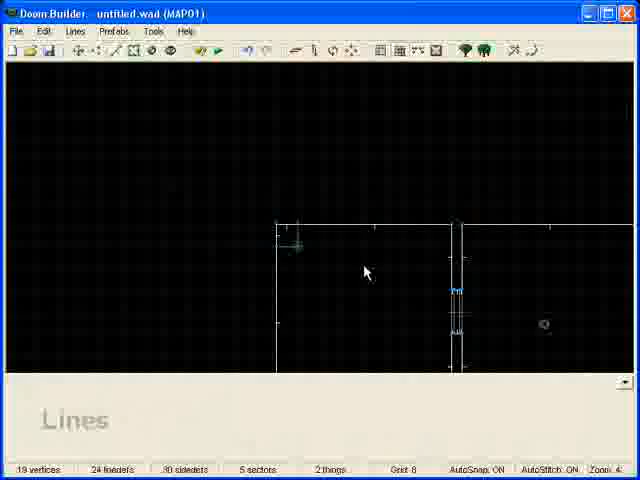 Doom Builder - untitled.wad (MAP01)
File Edit Lines Prefabs Tools Help
Lines
19 vertices 24 linedefs 30 sidedefs 5 sectors 2 things Grid: 8 AutoSnap: ON AutoStitch: ON Zoom: 4